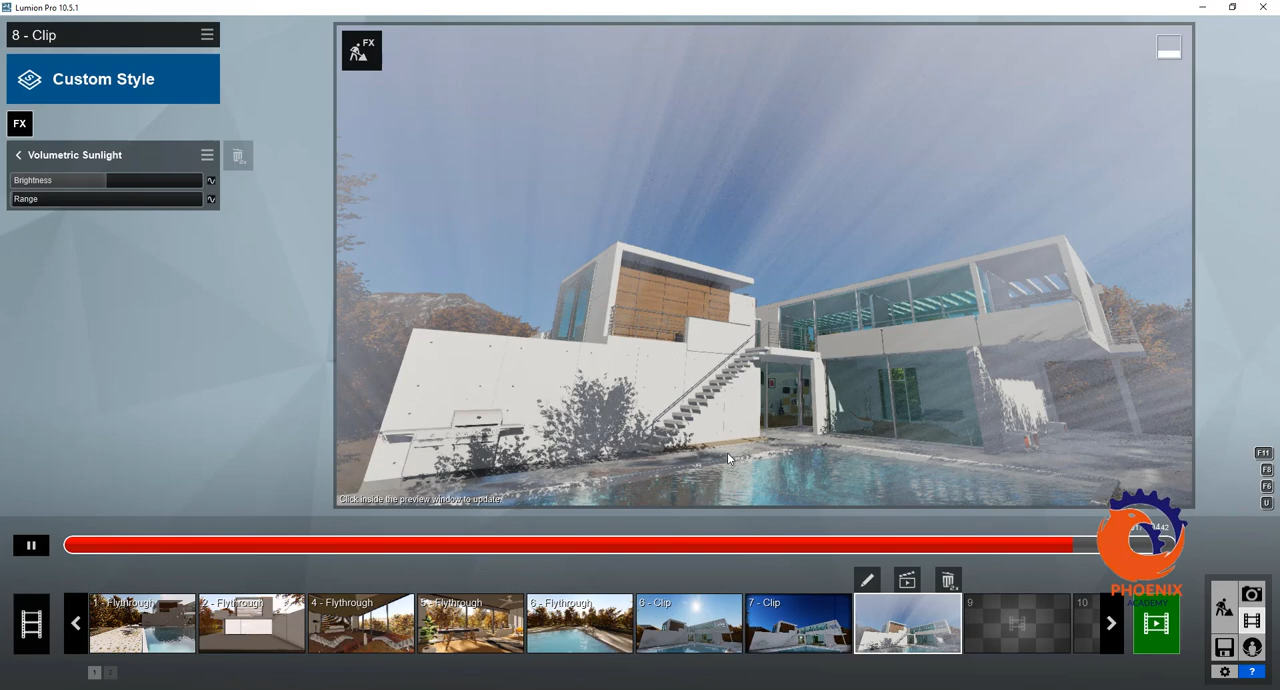 Lumion Pro 10.5.1
8 - Clip
FX
Custom Style
FX
Volumetric Sunlight
Brightness
Range
Click inside the preview window to update.
F11
F8
F6
U
1 - Flythrough
2 - Flythrough
4 - Flythrough
5 - Flythrough
6 - Flythrough
6 - Clip
7 - Clip
9
10
PHOENIX
ACADEMY
1
2
?